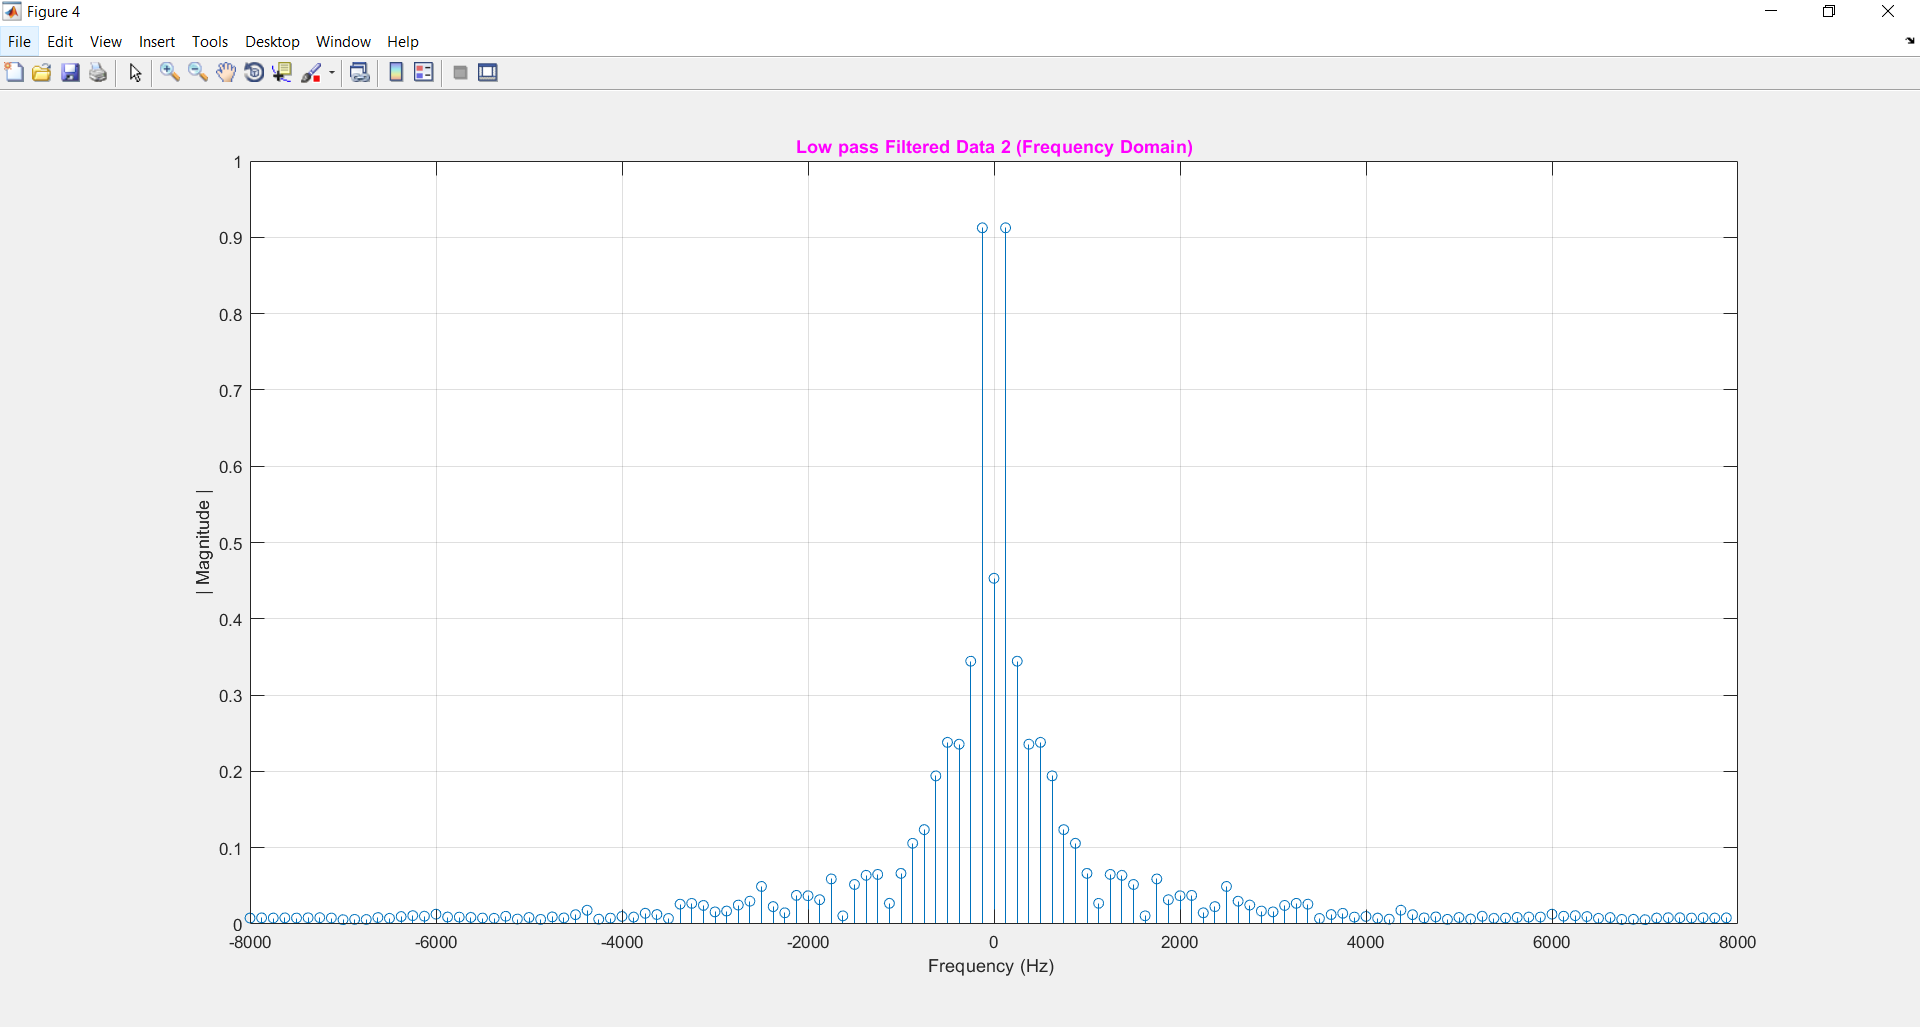 Figure 4
File Edit View Insert Tools Desktop Window Help
Low pass Filtered Data 2 (Frequency Domain)
1
0.9
0.8
0.7
0.6
0.5
0.4
0.3
0.2
0.1
0
| Magnitude |
-8000 -6000 -4000 -2000 0 2000 4000 6000 8000
Frequency (Hz)